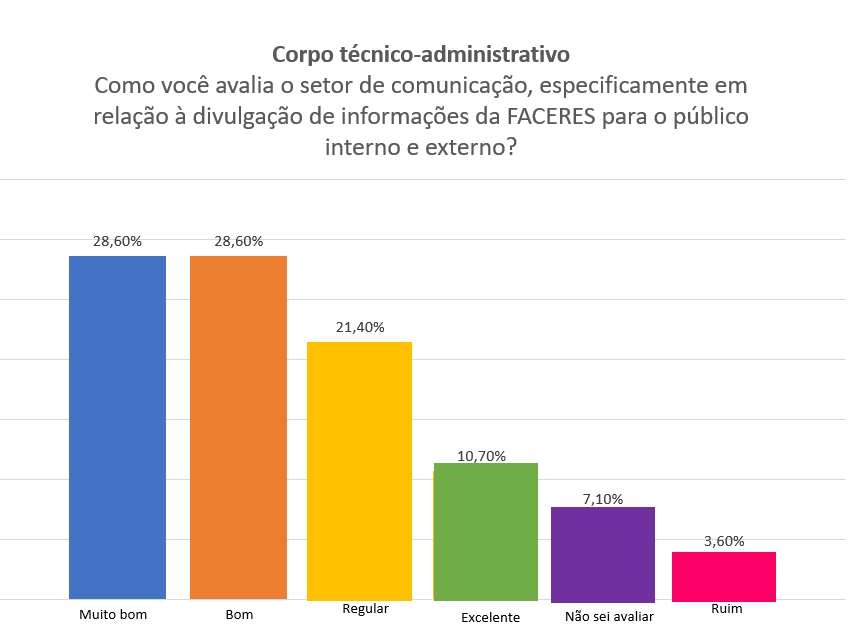 Corpo técnico-administrativo
Como você avalia o setor de comunicação, especificamente em
relação à divulgação de informações da FACERES para o público
interno e externo?
28,60%
28,60%
21,40%
10,70%
7,10%
3,60%
Muito bom
Bom
Regular
Excelente
Não sei avaliar
Ruim